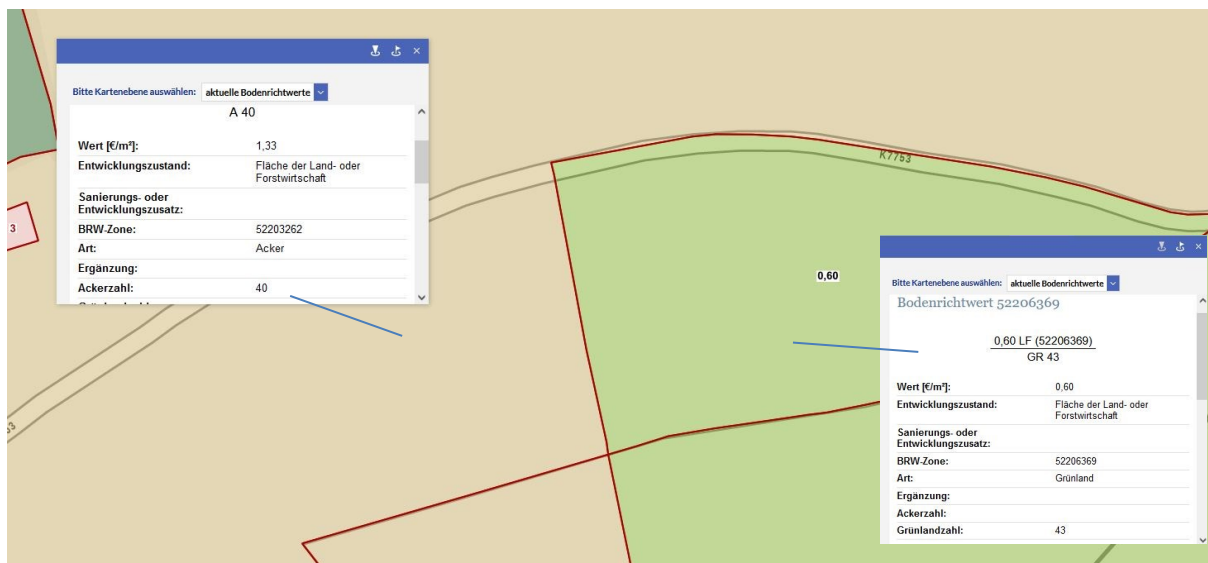 Bitte Kartenebene auswählen: aktuelle Bodenrichtwerte
A 40
Wert [€/m²]: 1,33
Entwicklungszustand: Fläche der Land- oder
Forstwirtschaft
Sanierungs- oder
Entwicklungszusatz:
BRW-Zone: 52203262
Art: Acker
Ergänzung:
Ackerzahl: 40
3
K7753
0,60
53
Bitte Kartenebene auswählen: aktuelle Bodenrichtwerte
Bodenrichtwert 52206369
0,60 LF (52206369)
GR 43
Wert [€/m²]: 0,60
Entwicklungszustand: Fläche der Land- oder
Forstwirtschaft
Sanierungs- oder
Entwicklungszusatz:
BRW-Zone: 52206369
Art: Grünland
Ergänzung:
Ackerzahl:
Grünlandzahl: 43